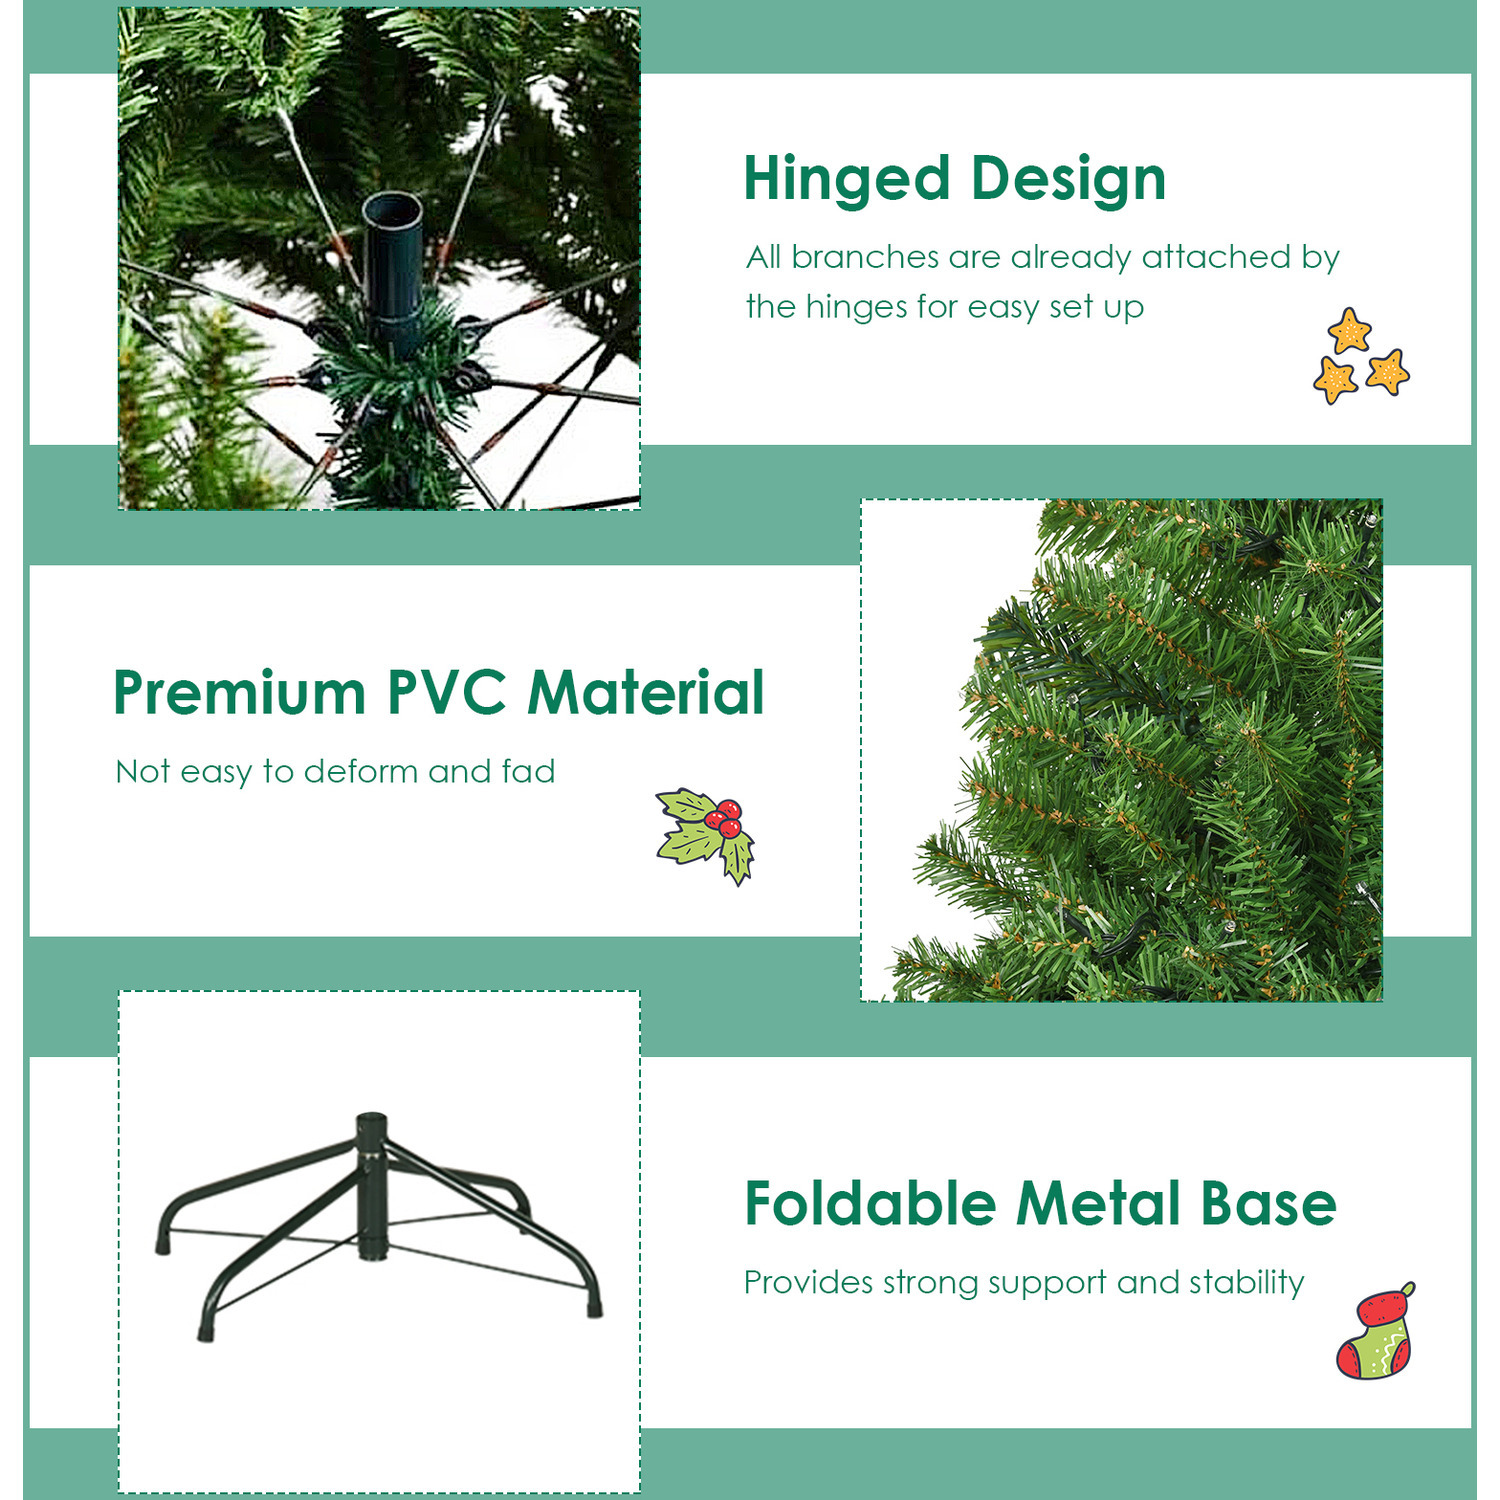 Hinged Design
All branches are already attached by
the hinges for easy set up
Premium PVC Material
Not easy to deform and fad
Foldable Metal Base
Provides strong support and stability